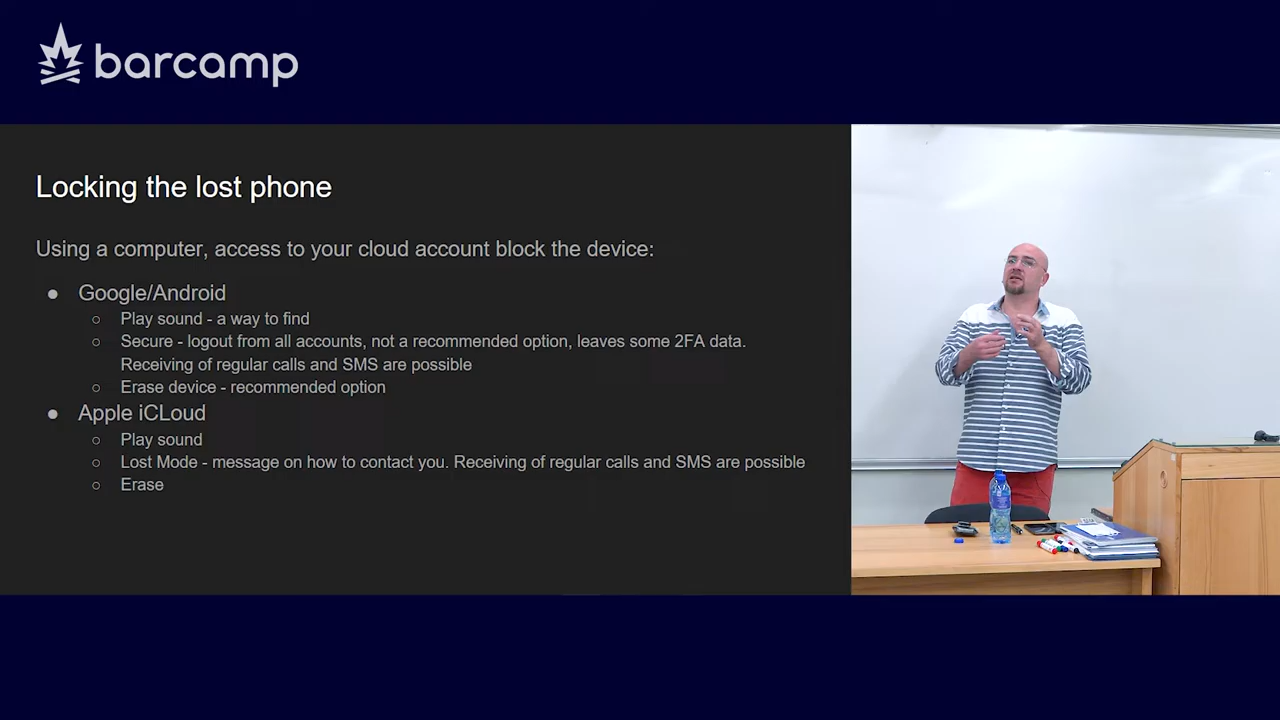 barcamp
Locking the lost phone
Using a computer, access to your cloud account block the device:
● Google/Android
○ Play sound - a way to find
○ Secure - logout from all accounts, not a recommended option, leaves some 2FA data.
Receiving of regular calls and SMS are possible
○ Erase device - recommended option
● Apple iCLoud
○ Play sound
○ Lost Mode - message on how to contact you. Receiving of regular calls and SMS are possible
○ Erase